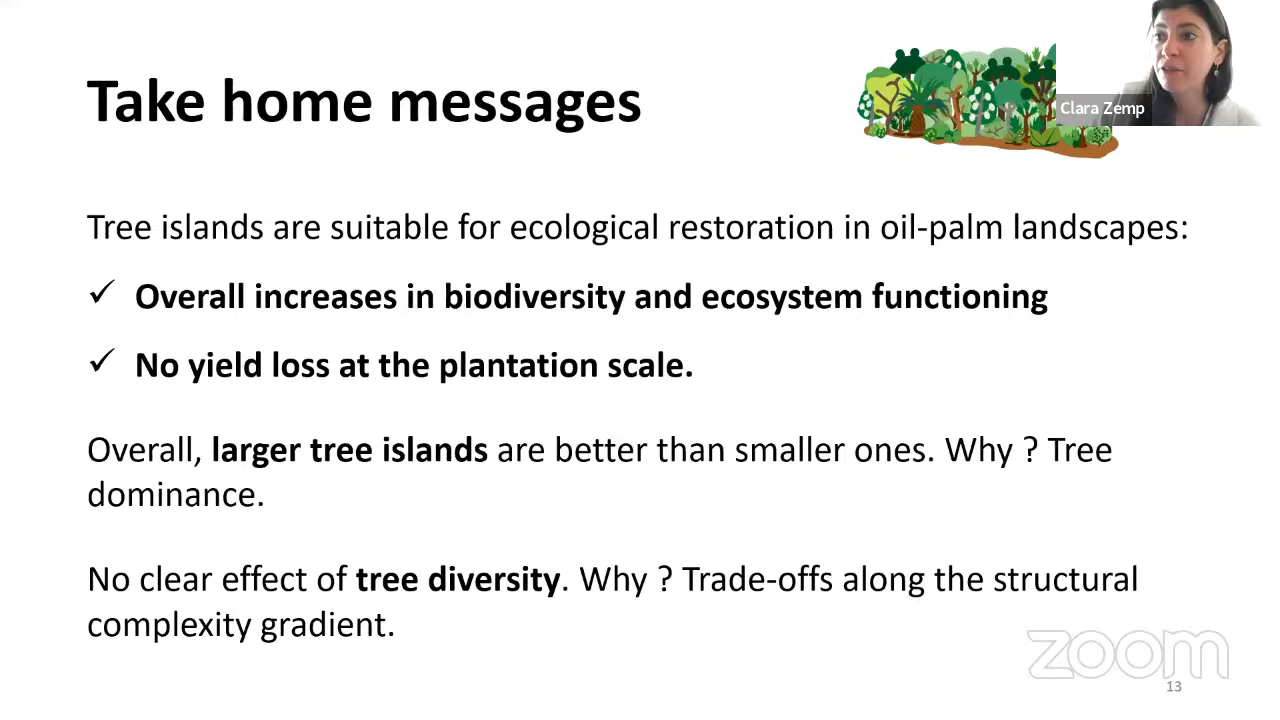 Take home messages
Clara Zemp
Tree islands are suitable for ecological restoration in oil-palm landscapes:
✓ Overall increases in biodiversity and ecosystem functioning
✓ No yield loss at the plantation scale.
Overall, larger tree islands are better than smaller ones. Why ? Tree
dominance.
No clear effect of tree diversity. Why ? Trade-offs along the structural
complexity gradient.
zoom
13